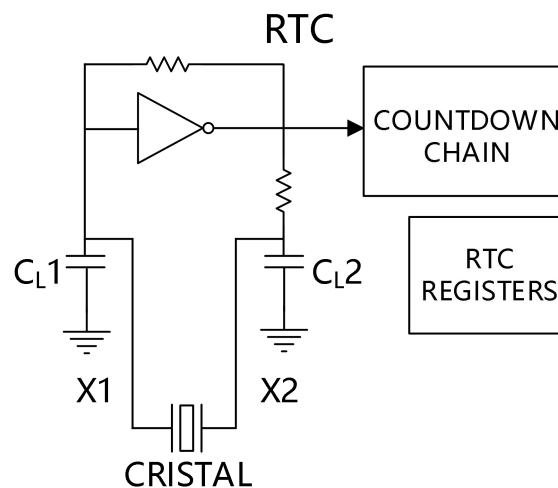 RTC
COUNTDOWN
CHAIN
RTC
REGISTERS
CL1
CL2
X1
X2
CRISTAL